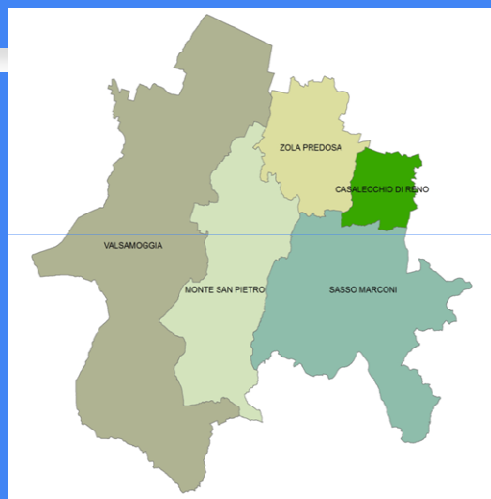 ZOLA PREDOSA
CASALECCHIO DI RENO
VALSAMOGGIA
MONTE SAN PIETRO
SASSO MARCONI